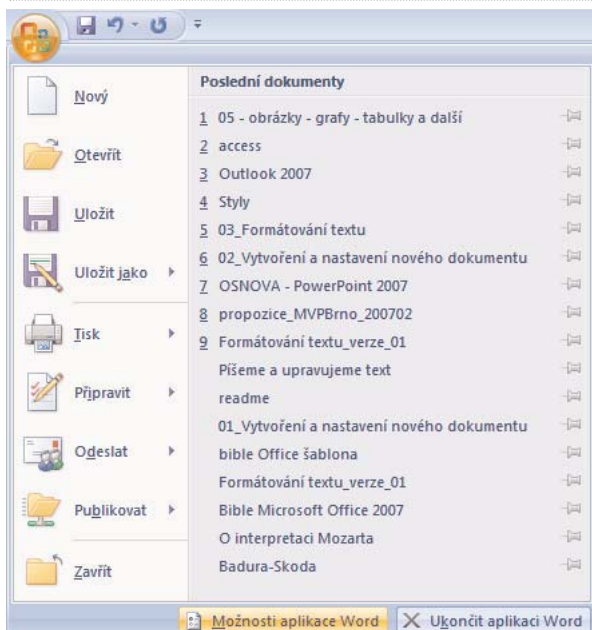 Nový
Otevřít
Uložit
Uložit jako
Tisk
Připravit
Odeslat
Publikovat
Zavřít
Poslední dokumenty
1 05 - obrázky - grafy - tabulky a další
2 access
3 Outlook 2007
4 Styly
5 03_Formátování textu
6 02_Vytvoření a nastavení nového dokumentu
7 OSNOVA - PowerPoint 2007
8 propozice_MVPBrno_200702
9 Formátování textu_verze_01
Píšeme a upravujeme text
readme
01_Vytvoření a nastavení nového dokumentu
bible Office šablona
Formátování textu_verze_01
Bible Microsoft Office 2007
O interpretaci Mozarta
Badura-Skoda
Možnosti aplikace Word
Ukončit aplikaci Word